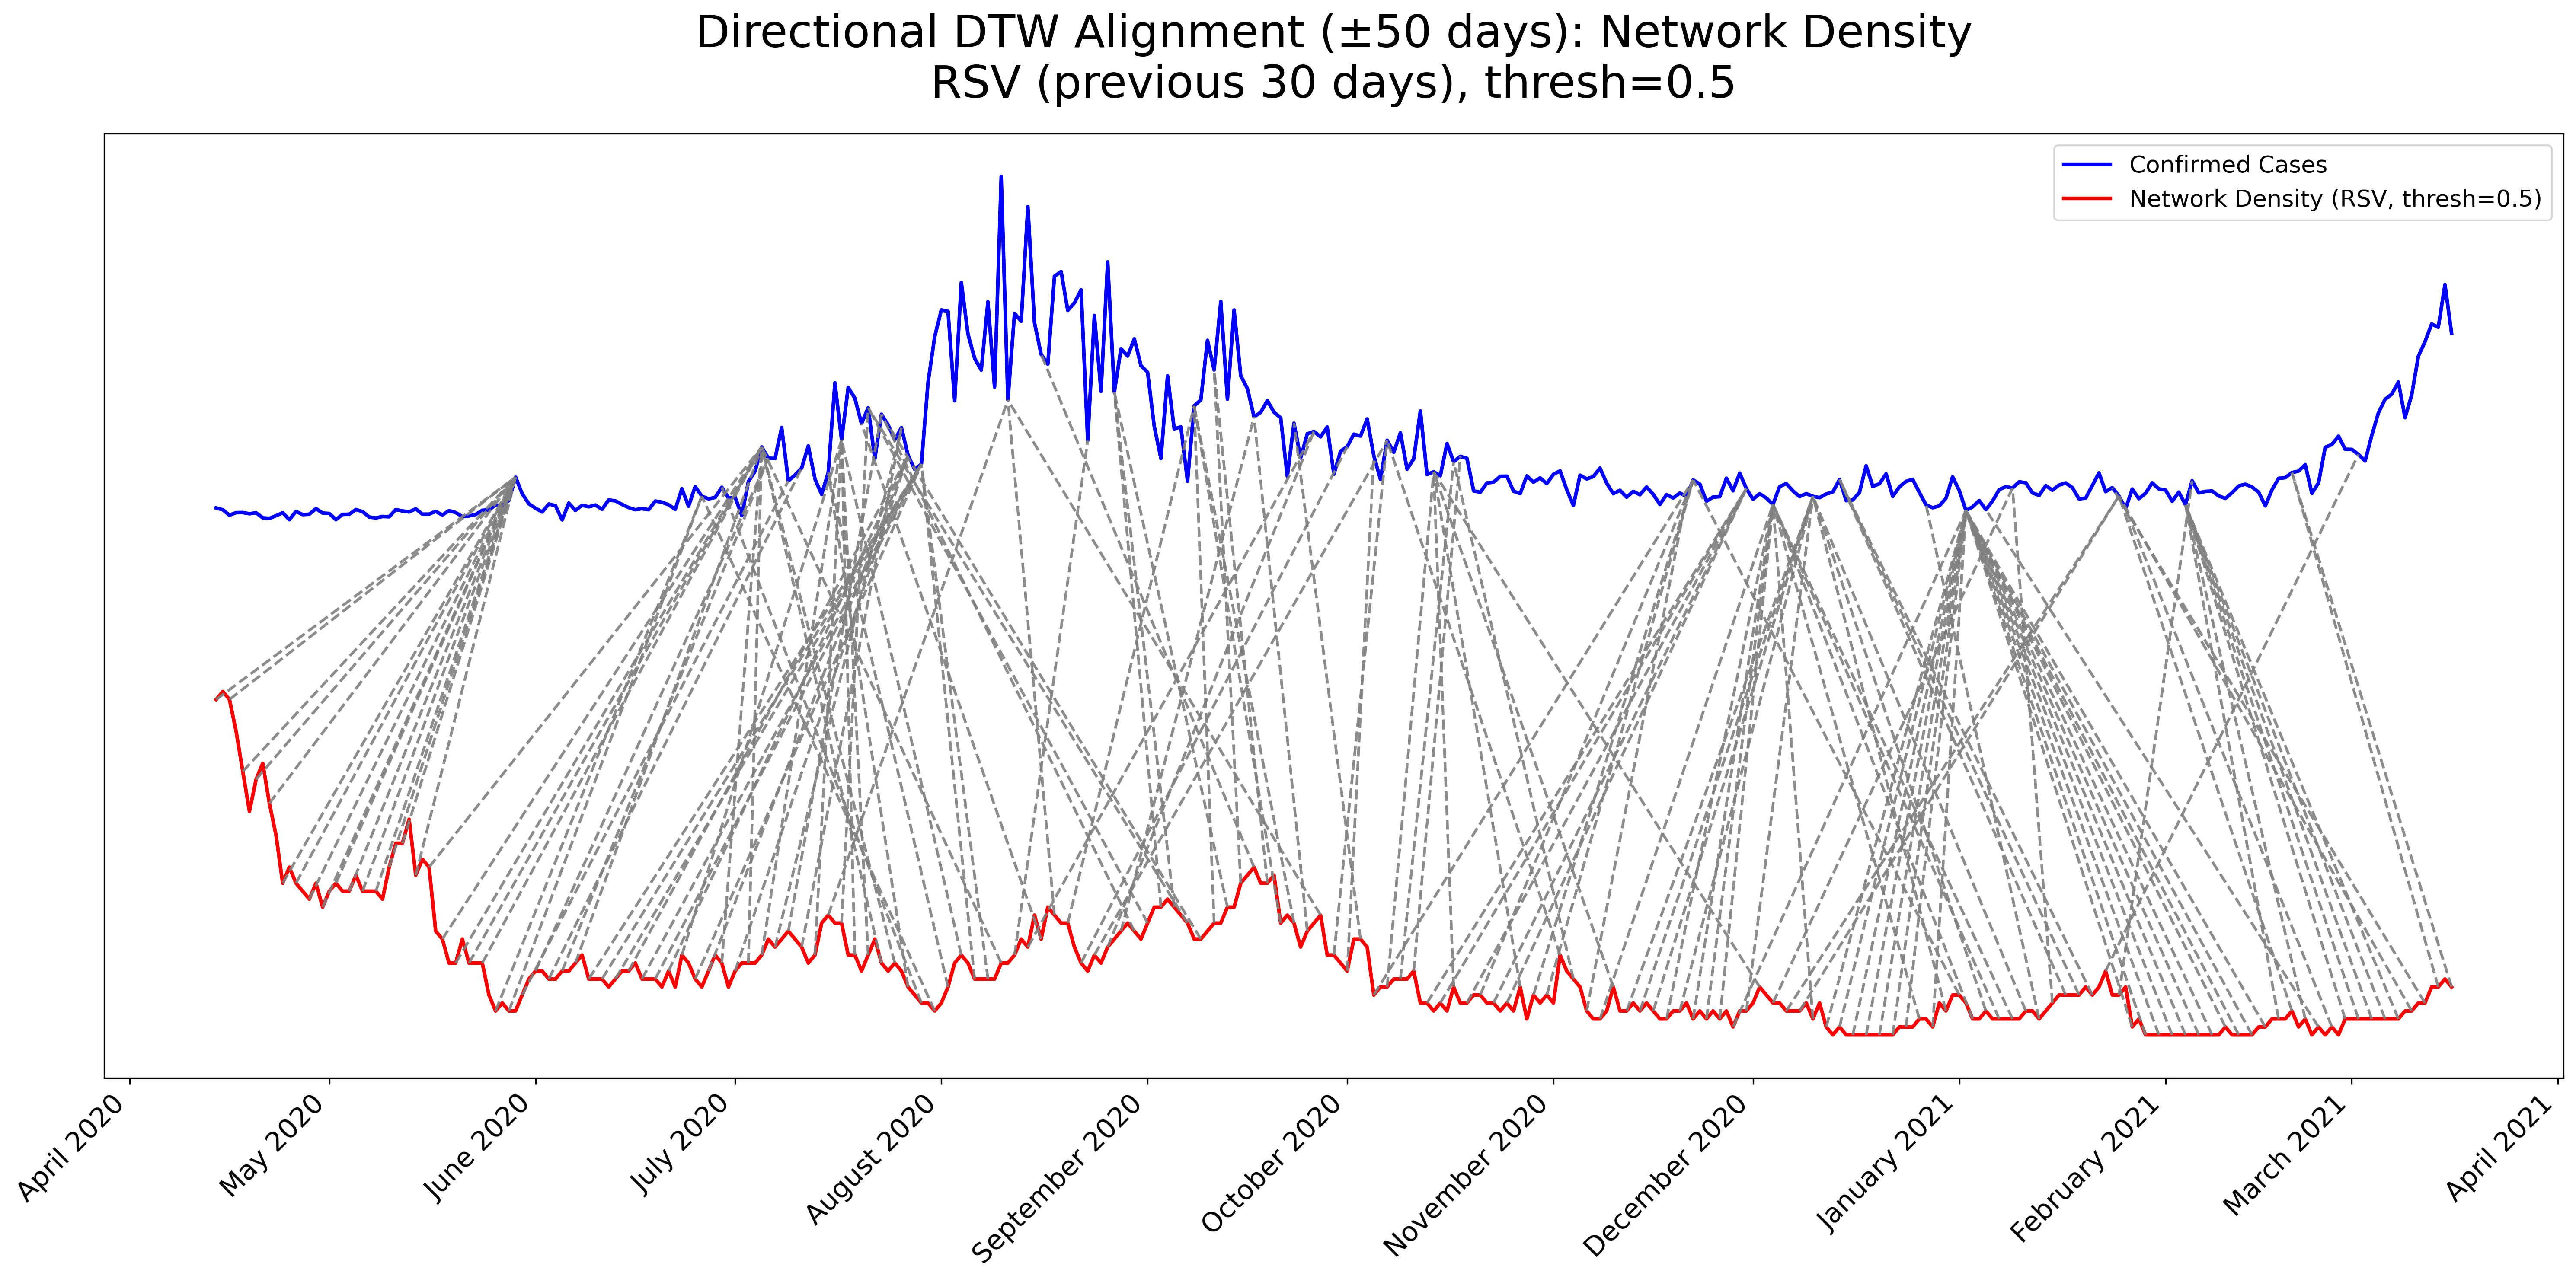 Directional DTW Alignment (±50 days): Network Density
RSV (previous 30 days), thresh=0.5
Confirmed Cases
Network Density (RSV, thresh=0.5)
April 2020
May 2020
June 2020
July 2020
August 2020
September 2020
October 2020
November 2020
December 2020
January 2021
February 2021
March 2021
April 2021